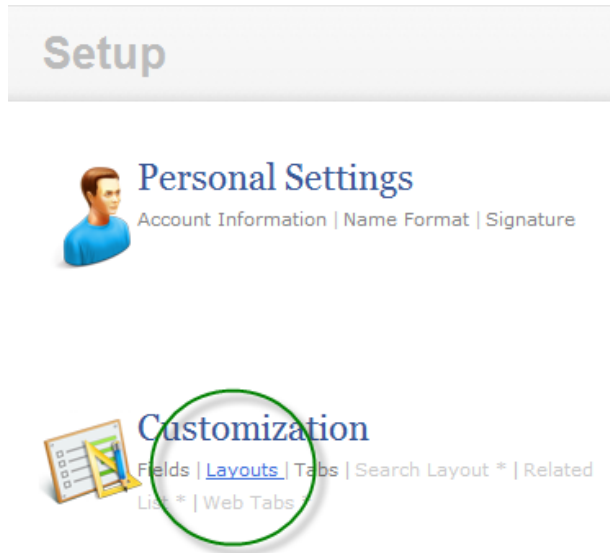 Setup
Personal Settings
Account Information | Name Format | Signature
Customization
Fields | Layouts | Tabs | Search Layout * | Related
List * | Web Tabs *